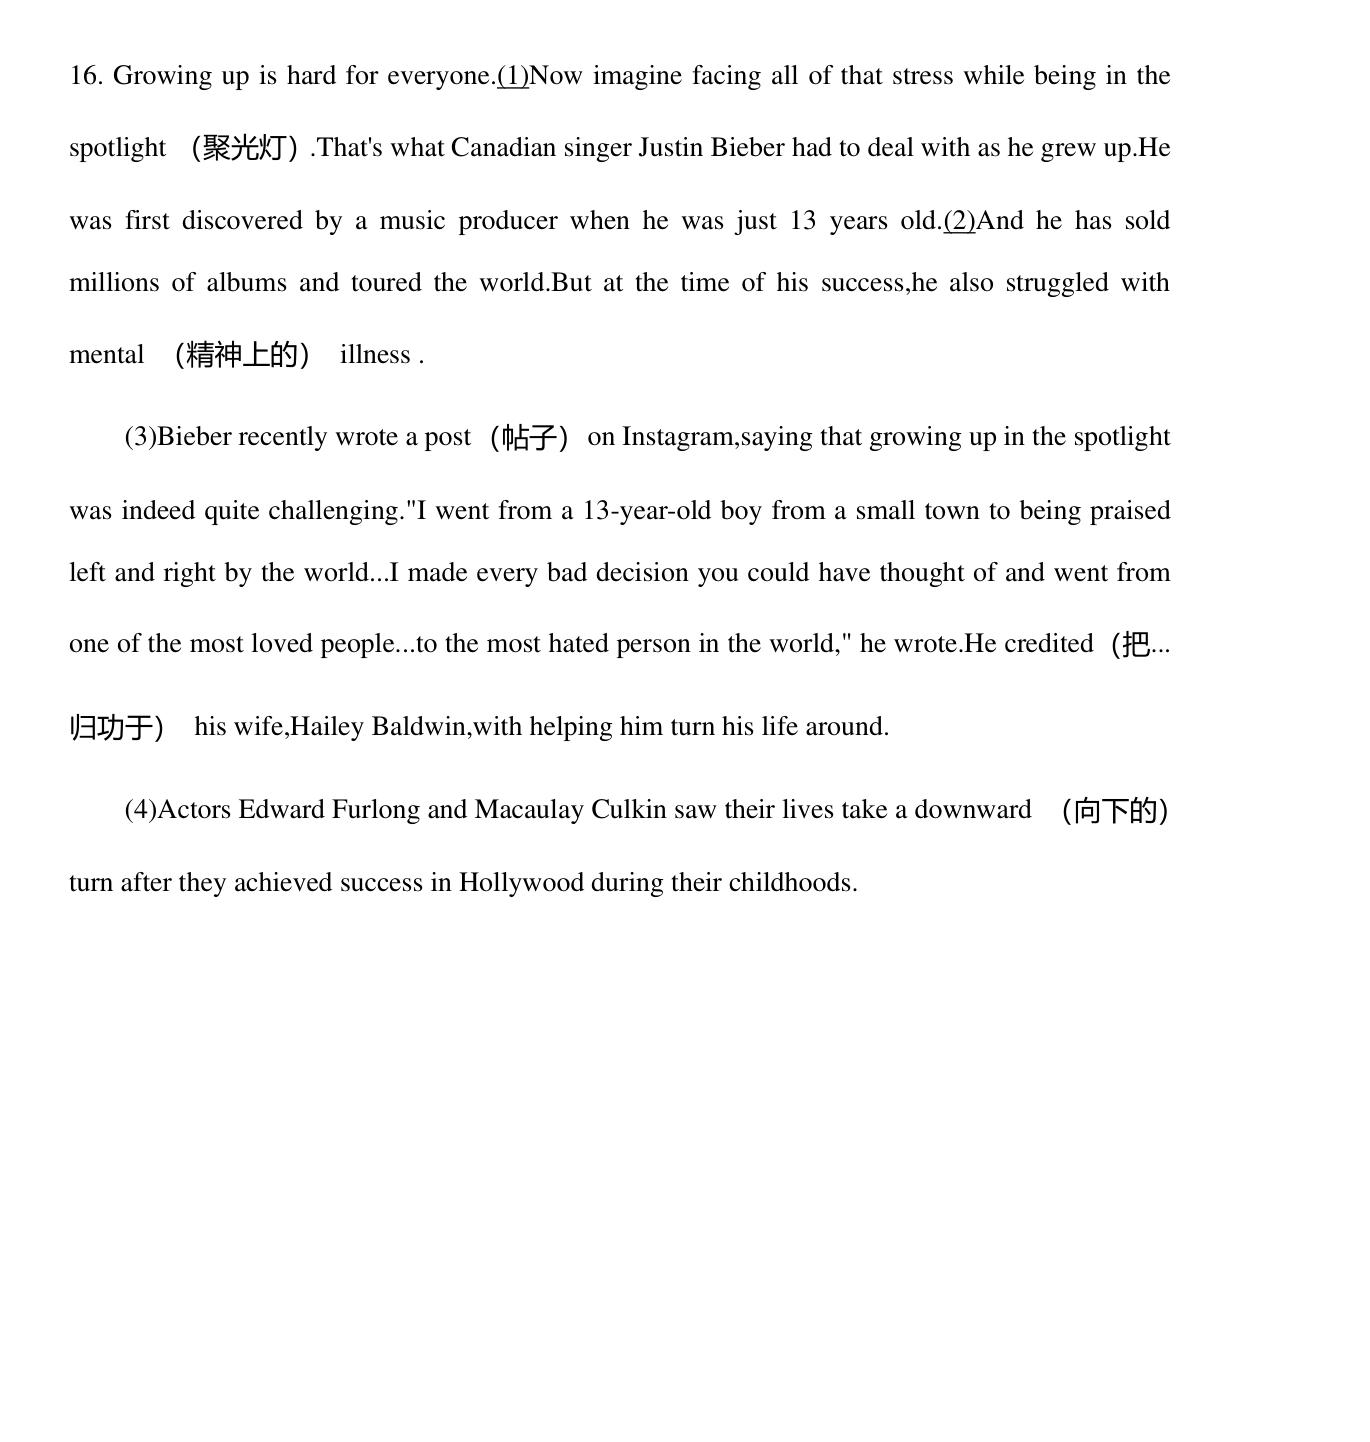 16. Growing up is hard for everyone.(1)Now imagine facing all of that stress while being in the
spotlight （聚光灯）.That's what Canadian singer Justin Bieber had to deal with as he grew up.He
was first discovered by a music producer when he was just 13 years old.(2)And he has sold
millions of albums and toured the world.But at the time of his success,he also struggled with
mental （精神上的） illness .
(3)Bieber recently wrote a post（帖子）on Instagram,saying that growing up in the spotlight
was indeed quite challenging."I went from a 13-year-old boy from a small town to being praised
left and right by the world...I made every bad decision you could have thought of and went from
one of the most loved people...to the most hated person in the world," he wrote.He credited（把...
归功于） his wife,Hailey Baldwin,with helping him turn his life around.
(4)Actors Edward Furlong and Macaulay Culkin saw their lives take a downward （向下的）
turn after they achieved success in Hollywood during their childhoods.